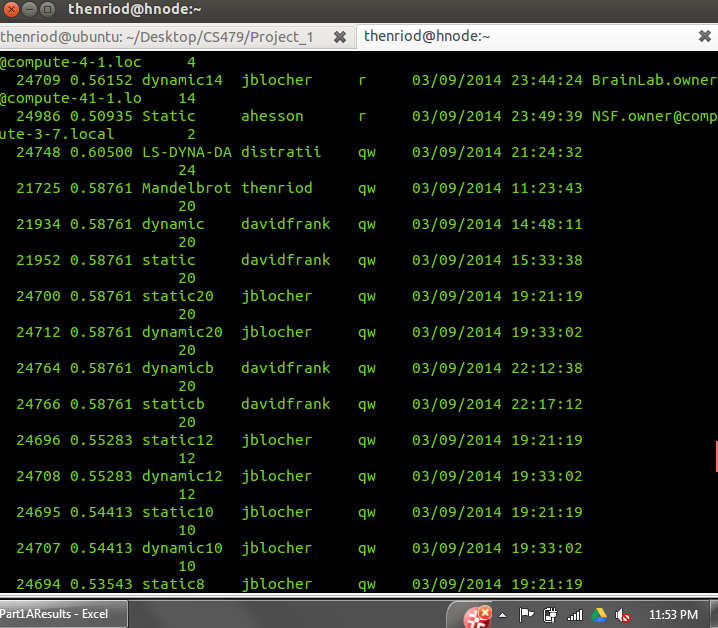 thenriod@hnode: ~
thenriod@ubuntu: ~/Desktop/CS479/Project_1
thenriod@hnode: ~
@compute-4-1.loc 4
24709 0.56152 dynamic14 jblocher r 03/09/2014 23:44:24 BrainLab.owner
@compute-41-1.lo 14
24986 0.50935 Static ahesson r 03/09/2014 23:49:39 NSF.owner@comp
ute-3-7.local 2
24748 0.60500 LS-DYNA-DA distratii qw 03/09/2014 21:24:32
24
21725 0.58761 Mandelbrot thenriod qw 03/09/2014 11:23:43
20
21934 0.58761 dynamic davidfrank qw 03/09/2014 14:48:11
20
21952 0.58761 static davidfrank qw 03/09/2014 15:33:38
20
24700 0.58761 static20 jblocher qw 03/09/2014 19:21:19
20
24712 0.58761 dynamic20 jblocher qw 03/09/2014 19:33:02
20
24764 0.58761 dynamicb davidfrank qw 03/09/2014 22:12:38
20
24766 0.58761 staticb davidfrank qw 03/09/2014 22:17:12
20
24696 0.55283 static12 jblocher qw 03/09/2014 19:21:19
12
24708 0.55283 dynamic12 jblocher qw 03/09/2014 19:33:02
12
24695 0.54413 static10 jblocher qw 03/09/2014 19:21:19
10
24707 0.54413 dynamic10 jblocher qw 03/09/2014 19:33:02
10
24694 0.53543 static8 jblocher qw 03/09/2014 19:21:19
Part1AResults - Excel
11:53 PM